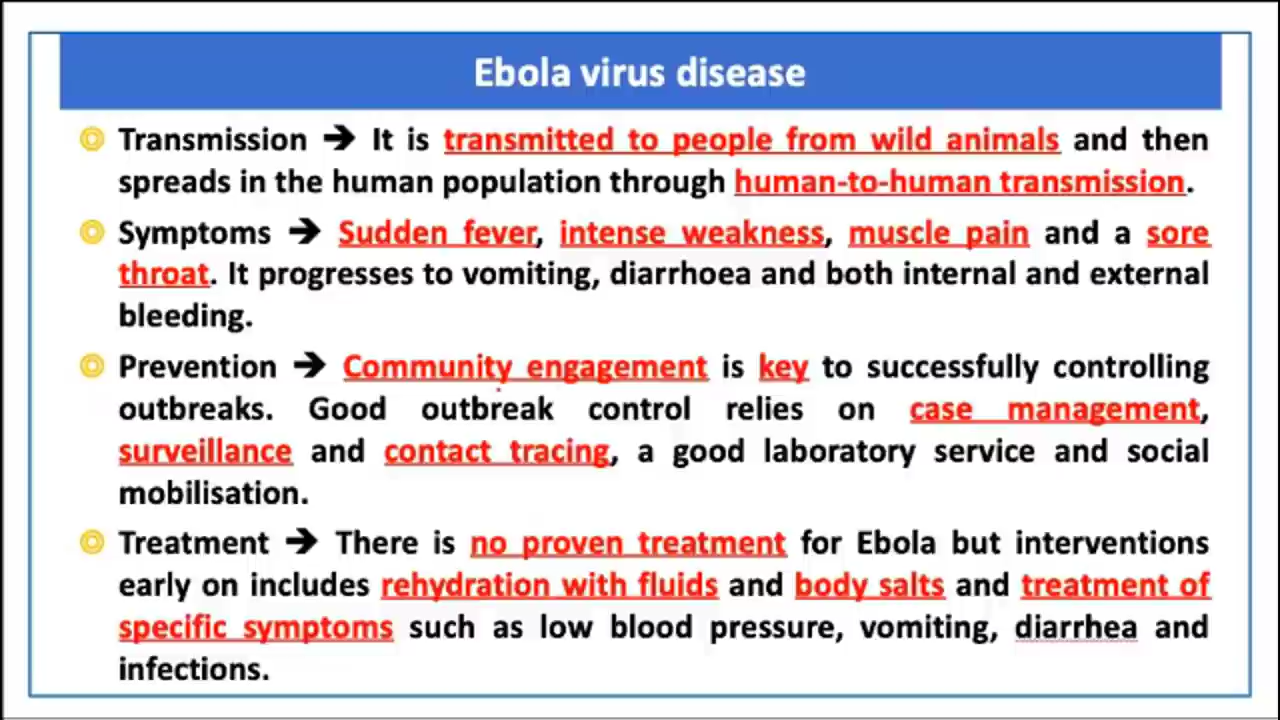 Ebola virus disease
Transmission ➔ It is transmitted to people from wild animals and then
spreads in the human population through human-to-human transmission.
Symptoms ➔ Sudden fever, intense weakness, muscle pain and a sore
throat. It progresses to vomiting, diarrhoea and both internal and external
bleeding.
Prevention ➔ Community engagement is key to successfully controlling
outbreaks. Good outbreak control relies on case management,
surveillance and contact tracing, a good laboratory service and social
mobilisation.
Treatment ➔ There is no proven treatment for Ebola but interventions
early on includes rehydration with fluids and body salts and treatment of
specific symptoms such as low blood pressure, vomiting, diarrhea and
infections.